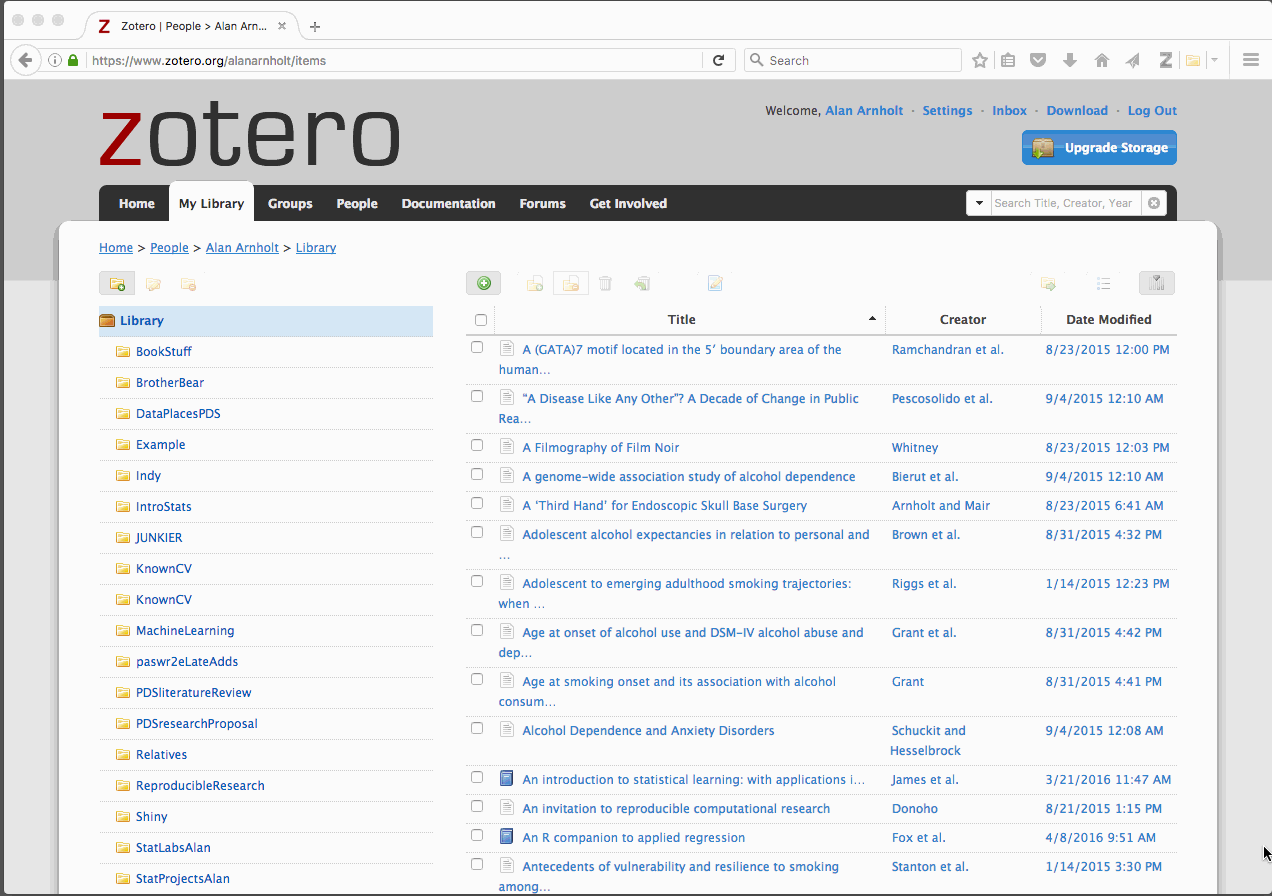 Zotero | People > Alan Arn...
https://www.zotero.org/alanarnholt/items
Search
zotero
Welcome, Alan Arnholt · Settings · Inbox · Download · Log Out
Upgrade Storage
Home My Library Groups People Documentation Forums Get Involved
Search Title, Creator, Year
Home > People > Alan Arnholt > Library
Library
BookStuff
BrotherBear
DataPlacesPDS
Example
Indy
IntroStats
JUNKIER
KnownCV
KnownCV
MachineLearning
paswr2eLateAdds
PDSliteratureReview
PDSresearchProposal
Relatives
ReproducibleResearch
Shiny
StatLabsAlan
StatProjectsAlan
Title Creator Date Modified
A (GATA)7 motif located in the 5′ boundary area of the Ramchandran et al. 8/23/2015 12:00 PM
human...
“A Disease Like Any Other”? A Decade of Change in Public Pescosolido et al. 9/4/2015 12:10 AM
Rea...
A Filmography of Film Noir Whitney 8/23/2015 12:03 PM
A genome-wide association study of alcohol dependence Bierut et al. 9/4/2015 12:10 AM
A ‘Third Hand’ for Endoscopic Skull Base Surgery Arnholt and Mair 8/23/2015 6:41 AM
Adolescent alcohol expectancies in relation to personal and Brown et al. 8/31/2015 4:32 PM
...
Adolescent to emerging adulthood smoking trajectories: Riggs et al. 1/14/2015 12:23 PM
when ...
Age at onset of alcohol use and DSM-IV alcohol abuse and Grant et al. 8/31/2015 4:42 PM
dep...
Age at smoking onset and its association with alcohol Grant 8/31/2015 4:41 PM
consum...
Alcohol Dependence and Anxiety Disorders Schuckit and 9/4/2015 12:08 AM
Hesselbrock
An introduction to statistical learning: with applications i... James et al. 3/21/2016 11:47 AM
An invitation to reproducible computational research Donoho 8/21/2015 1:15 PM
An R companion to applied regression Fox et al. 4/8/2016 9:51 AM
Antecedents of vulnerability and resilience to smoking Stanton et al. 1/14/2015 3:30 PM
among...